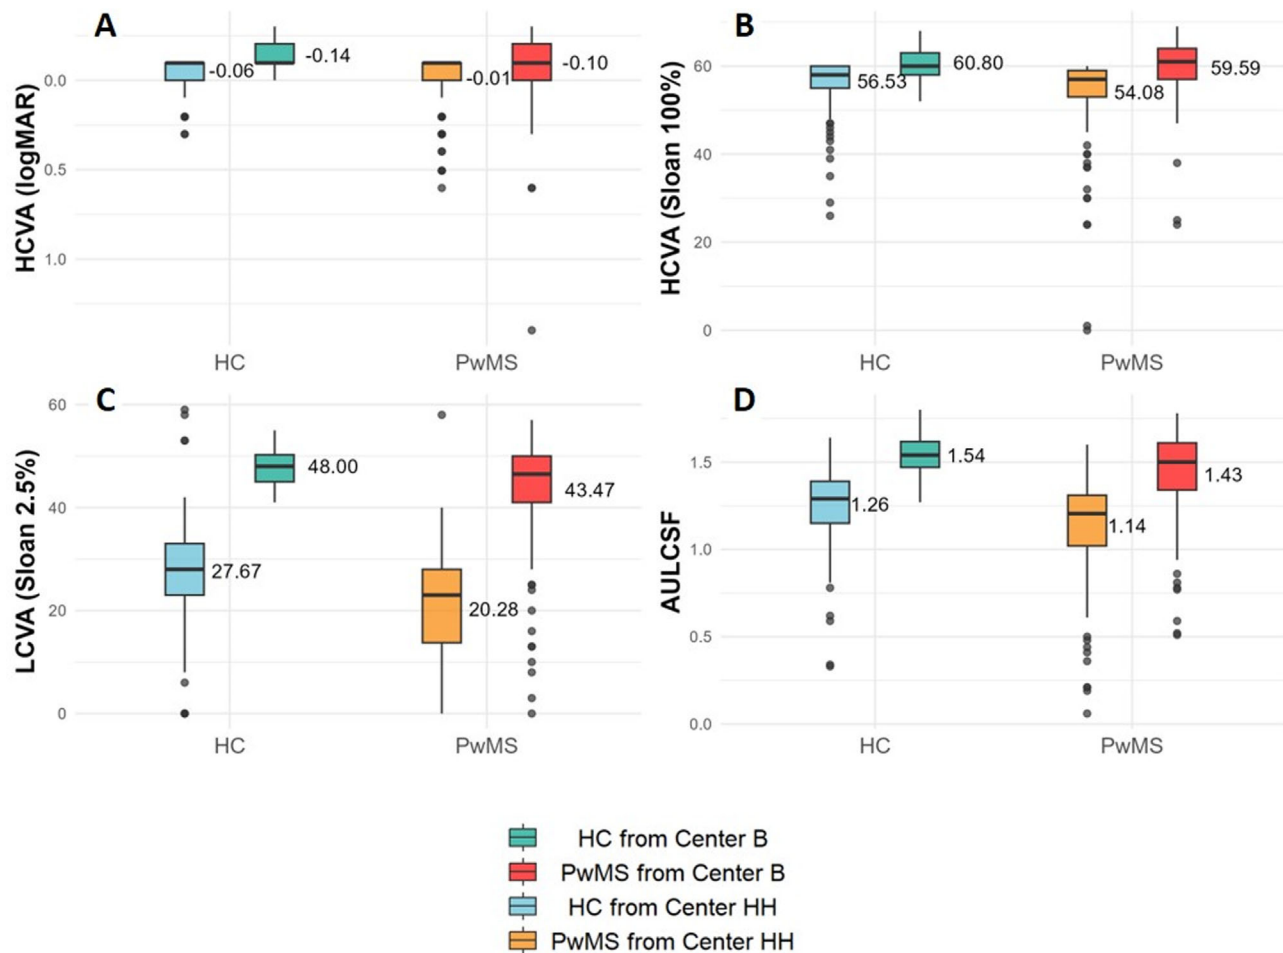 A
HCVA (logMAR)
0.0
0.5
1.0
-0.06
-0.14
-0.01
-0.10
HC
PwMS
B
HCVA (Sloan 100%)
60
40
20
0
56.53
60.80
54.08
59.59
HC
PwMS
C
LCVA (Sloan 2.5%)
60
40
20
0
27.67
48.00
20.28
43.47
HC
PwMS
D
AULCSF
1.5
1.0
0.5
0.0
1.26
1.54
1.14
1.43
HC
PwMS
HC from Center B
PwMS from Center B
HC from Center HH
PwMS from Center HH